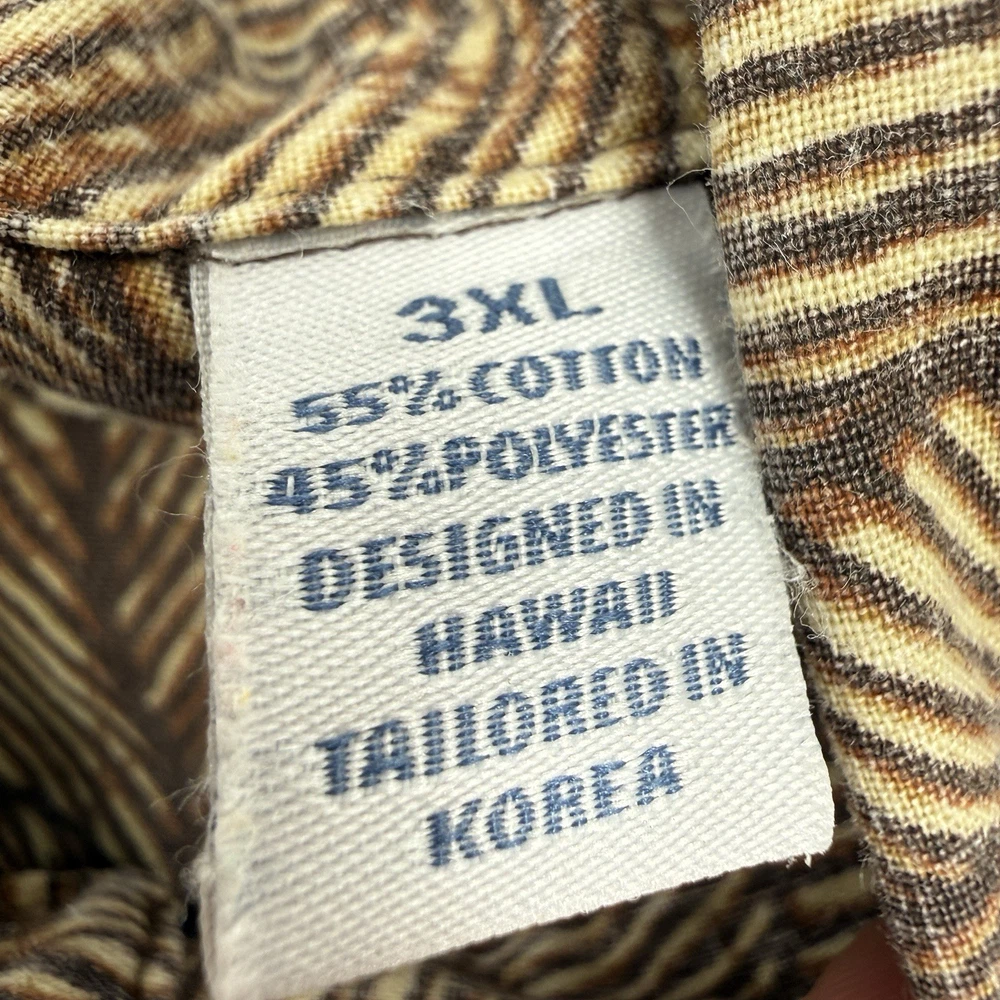 3XL
55% COTTON
45% POLYESTER
DESIGNED IN
HAWAII
TAILORED IN
KOREA